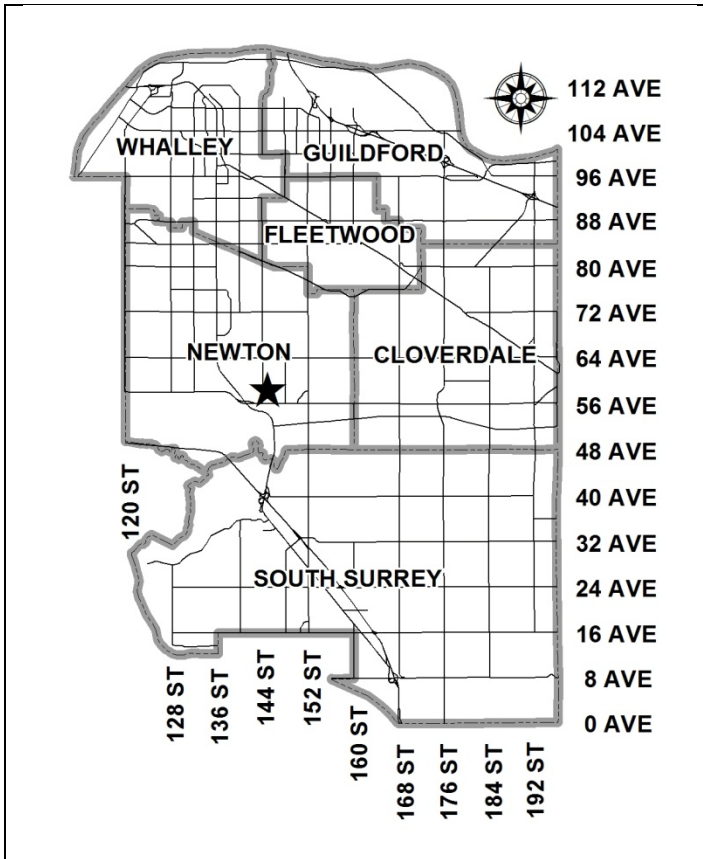 112 AVE
104 AVE
WHALLEY
GUILDFORD
96 AVE
88 AVE
FLEETWOOD
80 AVE
72 AVE
NEWTON
CLOVERDALE
64 AVE
56 AVE
48 AVE
120 ST
40 AVE
32 AVE
SOUTH SURREY
24 AVE
16 AVE
8 AVE
0 AVE
128 ST
136 ST
144 ST
152 ST
160 ST
168 ST
176 ST
184 ST
192 ST